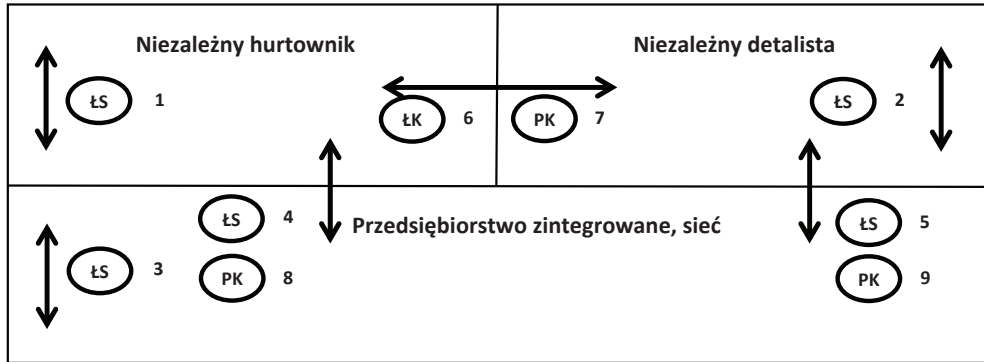 Niezależny hurtownik
Niezależny detalista
ŁS 1
ŁK 6
PK 7
ŁS 2
ŁS 4
Przedsiębiorstwo zintegrowane, sieć
ŁS 5
ŁS 3
PK 8
PK 9